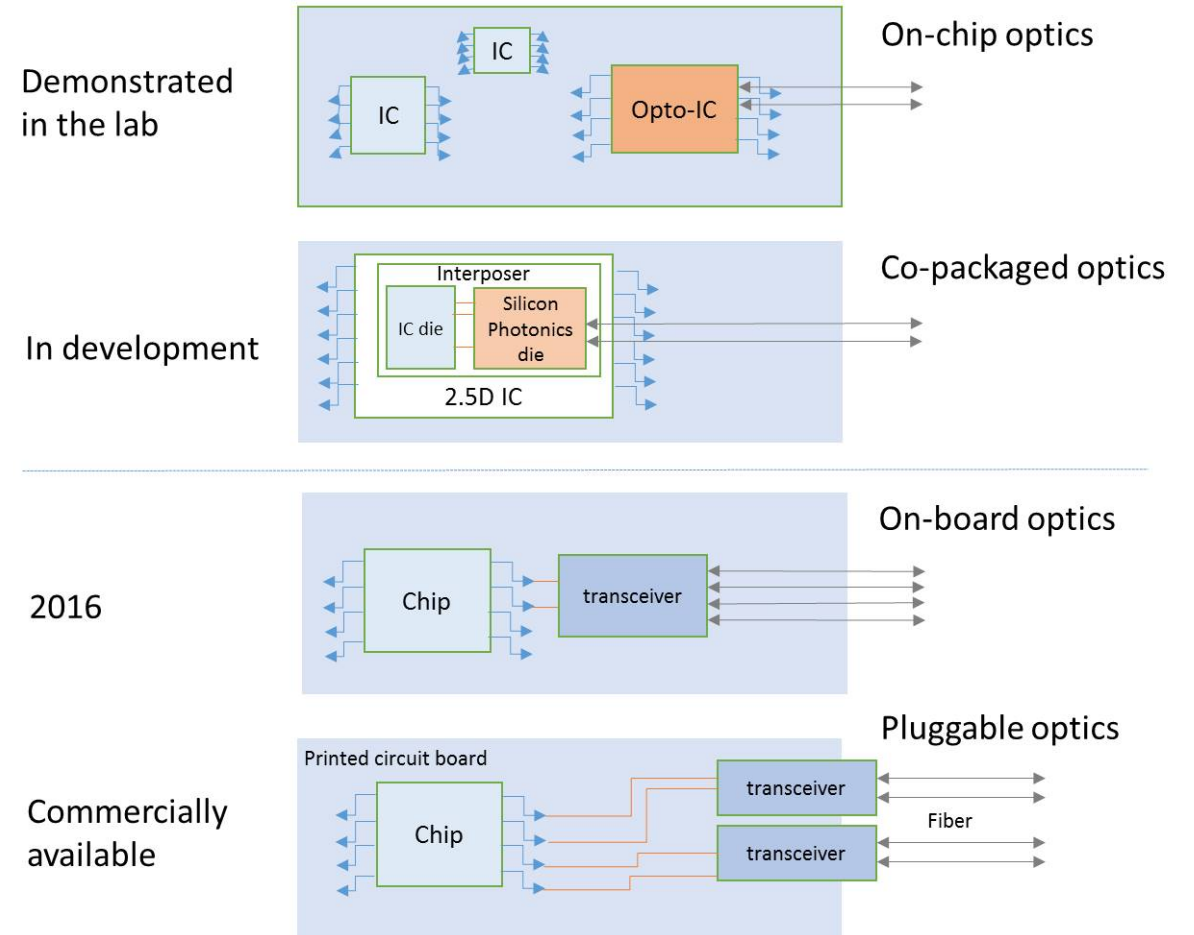 Demonstrated
in the lab
IC
IC
Opto-IC
On-chip optics
In development
Interposer
IC die
Silicon
Photonics
die
2.5D IC
Co-packaged optics
2016
Chip
transceiver
On-board optics
Commercially
available
Printed circuit board
Chip
transceiver
transceiver
Pluggable optics
Fiber